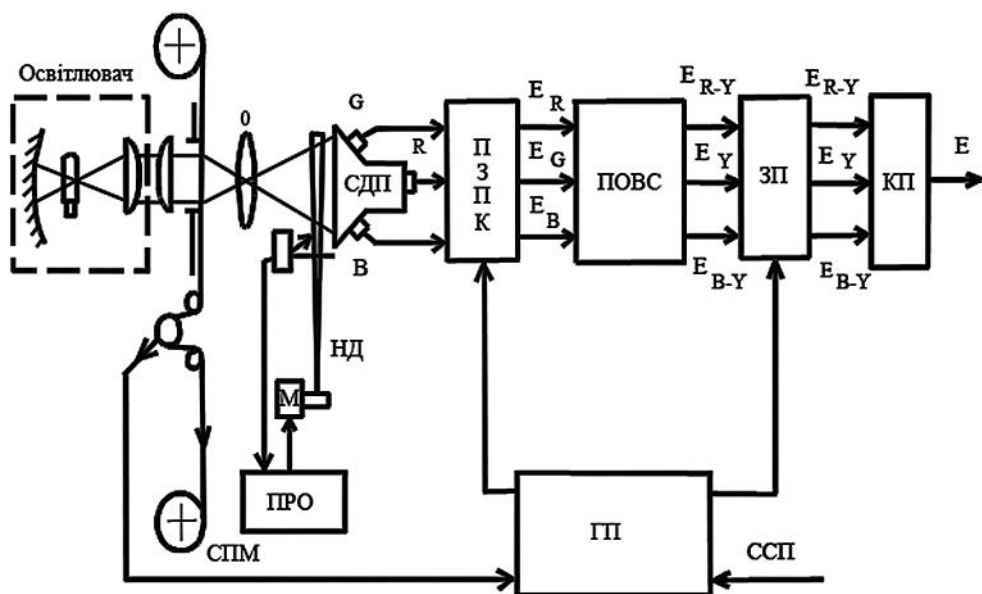 Освітлювач
0
G
R
СДП
B
П
З
П
К
E R
E G
E B
ПОВС
E R-Y
E Y
E B-Y
ЗП
E R-Y
E Y
E B-Y
КП
E
НД
М
ПРО
СПМ
ГП
ССП